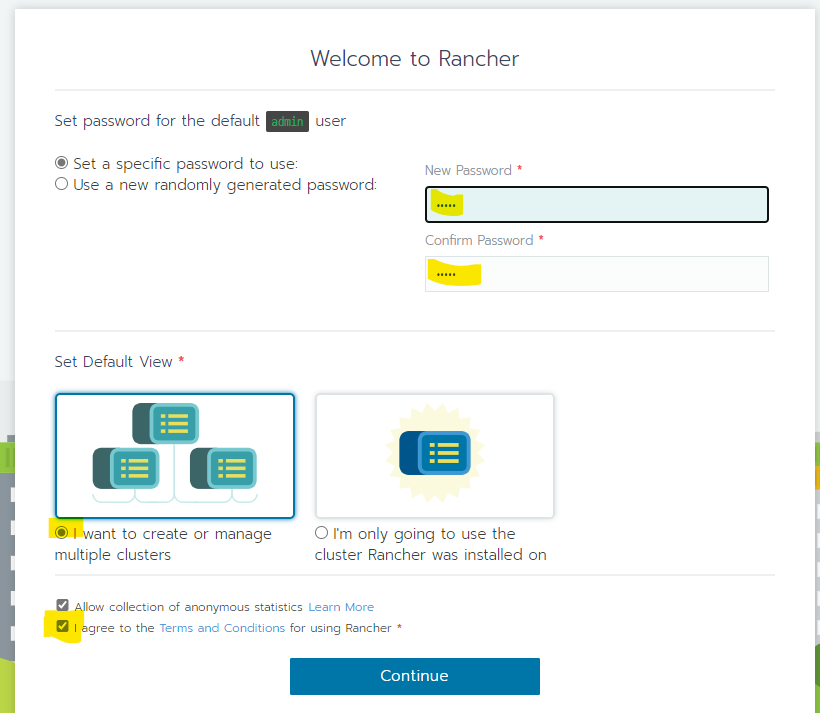 Welcome to Rancher
Set password for the default admin user
Set a specific password to use:
Use a new randomly generated password:
New Password *
•••••
Confirm Password *
•••••
Set Default View *
I want to create or manage
multiple clusters
I'm only going to use the
cluster Rancher was installed on
Allow collection of anonymous statistics Learn More
I agree to the Terms and Conditions for using Rancher *
Continue